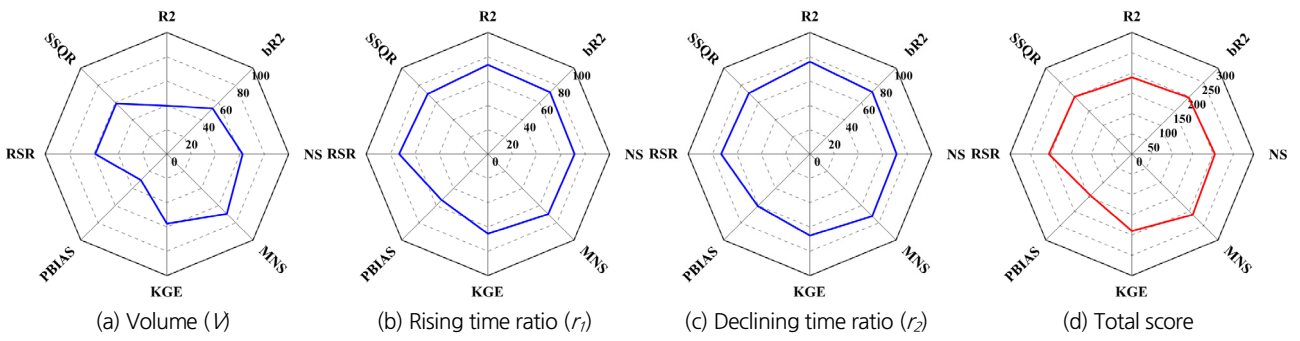 R2
bR2
NS
MNS
KGE
PBIAS
RSR
SSQR
100
80
60
40
20
0
(a) Volume (V)
R2
bR2
NS
MNS
KGE
PBIAS
RSR
SSQR
100
80
60
40
20
0
(b) Rising time ratio (r1)
R2
bR2
NS
MNS
KGE
PBIAS
RSR
SSQR
100
80
60
40
20
0
(c) Declining time ratio (r2)
R2
bR2
NS
MNS
KGE
PBIAS
RSR
SSQR
300
250
200
150
100
50
0
(d) Total score